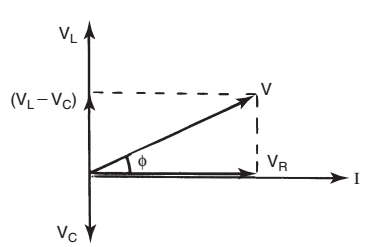 V_L
(V_L – V_C)
V
ϕ
V_R
I
V_C